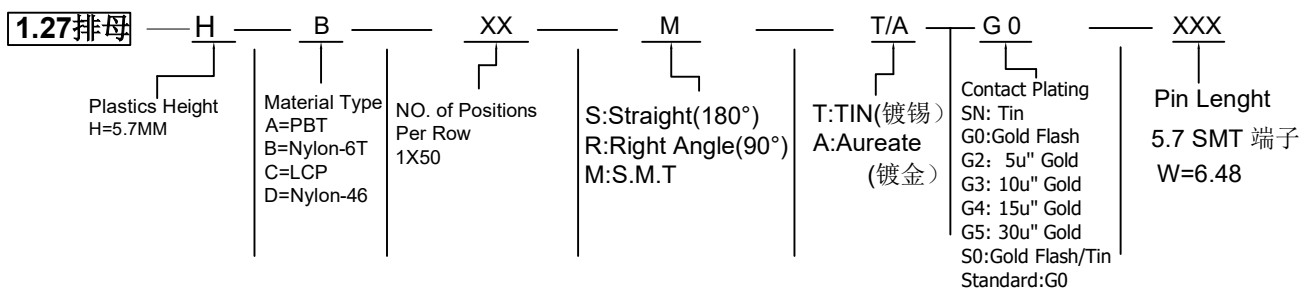 1.27排母 H B XX M T/A G 0 XXX
Plastics Height
H=5.7MM
Material Type
A=PBT
B=Nylon-6T
C=LCP
D=Nylon-46
NO. of Positions
Per Row
1X50
S:Straight(180°)
R:Right Angle(90°)
M:S.M.T
T:TIN(镀锡）
A:Aureate
(镀金）
Contact Plating
SN: Tin
G0:Gold Flash
G2：5u" Gold
G3: 10u" Gold
G4: 15u" Gold
G5: 30u" Gold
S0:Gold Flash/Tin
Standard:G0
Pin Lenght
5.7 SMT 端子
W=6.48